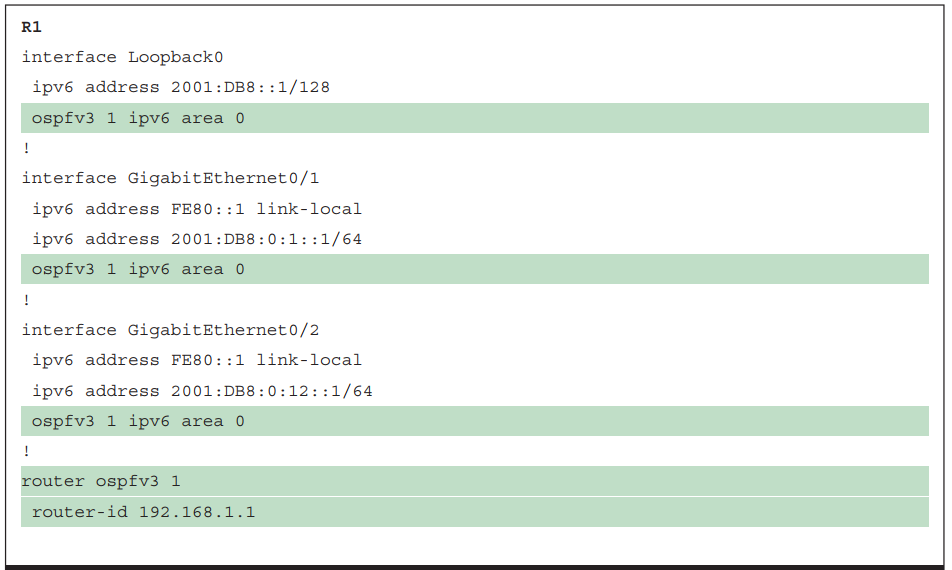 R1
interface Loopback0
ipv6 address 2001:DB8::1/128
ospfv3 1 ipv6 area 0
!
interface GigabitEthernet0/1
ipv6 address FE80::1 link-local
ipv6 address 2001:DB8:0:1::1/64
ospfv3 1 ipv6 area 0
!
interface GigabitEthernet0/2
ipv6 address FE80::1 link-local
ipv6 address 2001:DB8:0:12::1/64
ospfv3 1 ipv6 area 0
!
router ospfv3 1
router-id 192.168.1.1